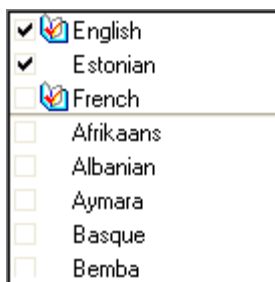 English
Estonian
French
Afrikaans
Albanian
Aymara
Basque
Bemba